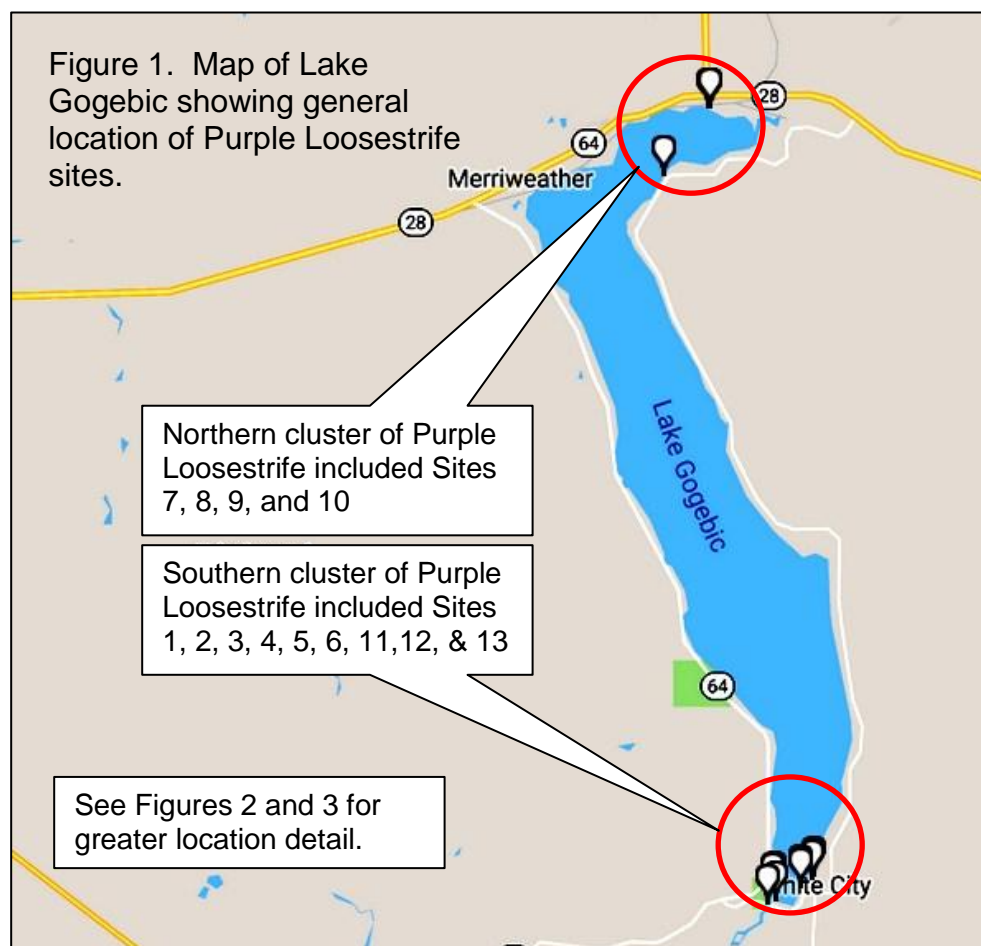 Figure 1. Map of Lake
Gogebic showing general
location of Purple Loosestrife
sites.
28
64
Merriweather
28
Northern cluster of Purple
Loosestrife included Sites
7, 8, 9, and 10
Lake Gogebic
Southern cluster of Purple
Loosestrife included Sites
1, 2, 3, 4, 5, 6, 11,12, & 13
64
See Figures 2 and 3 for
greater location detail.
hite City